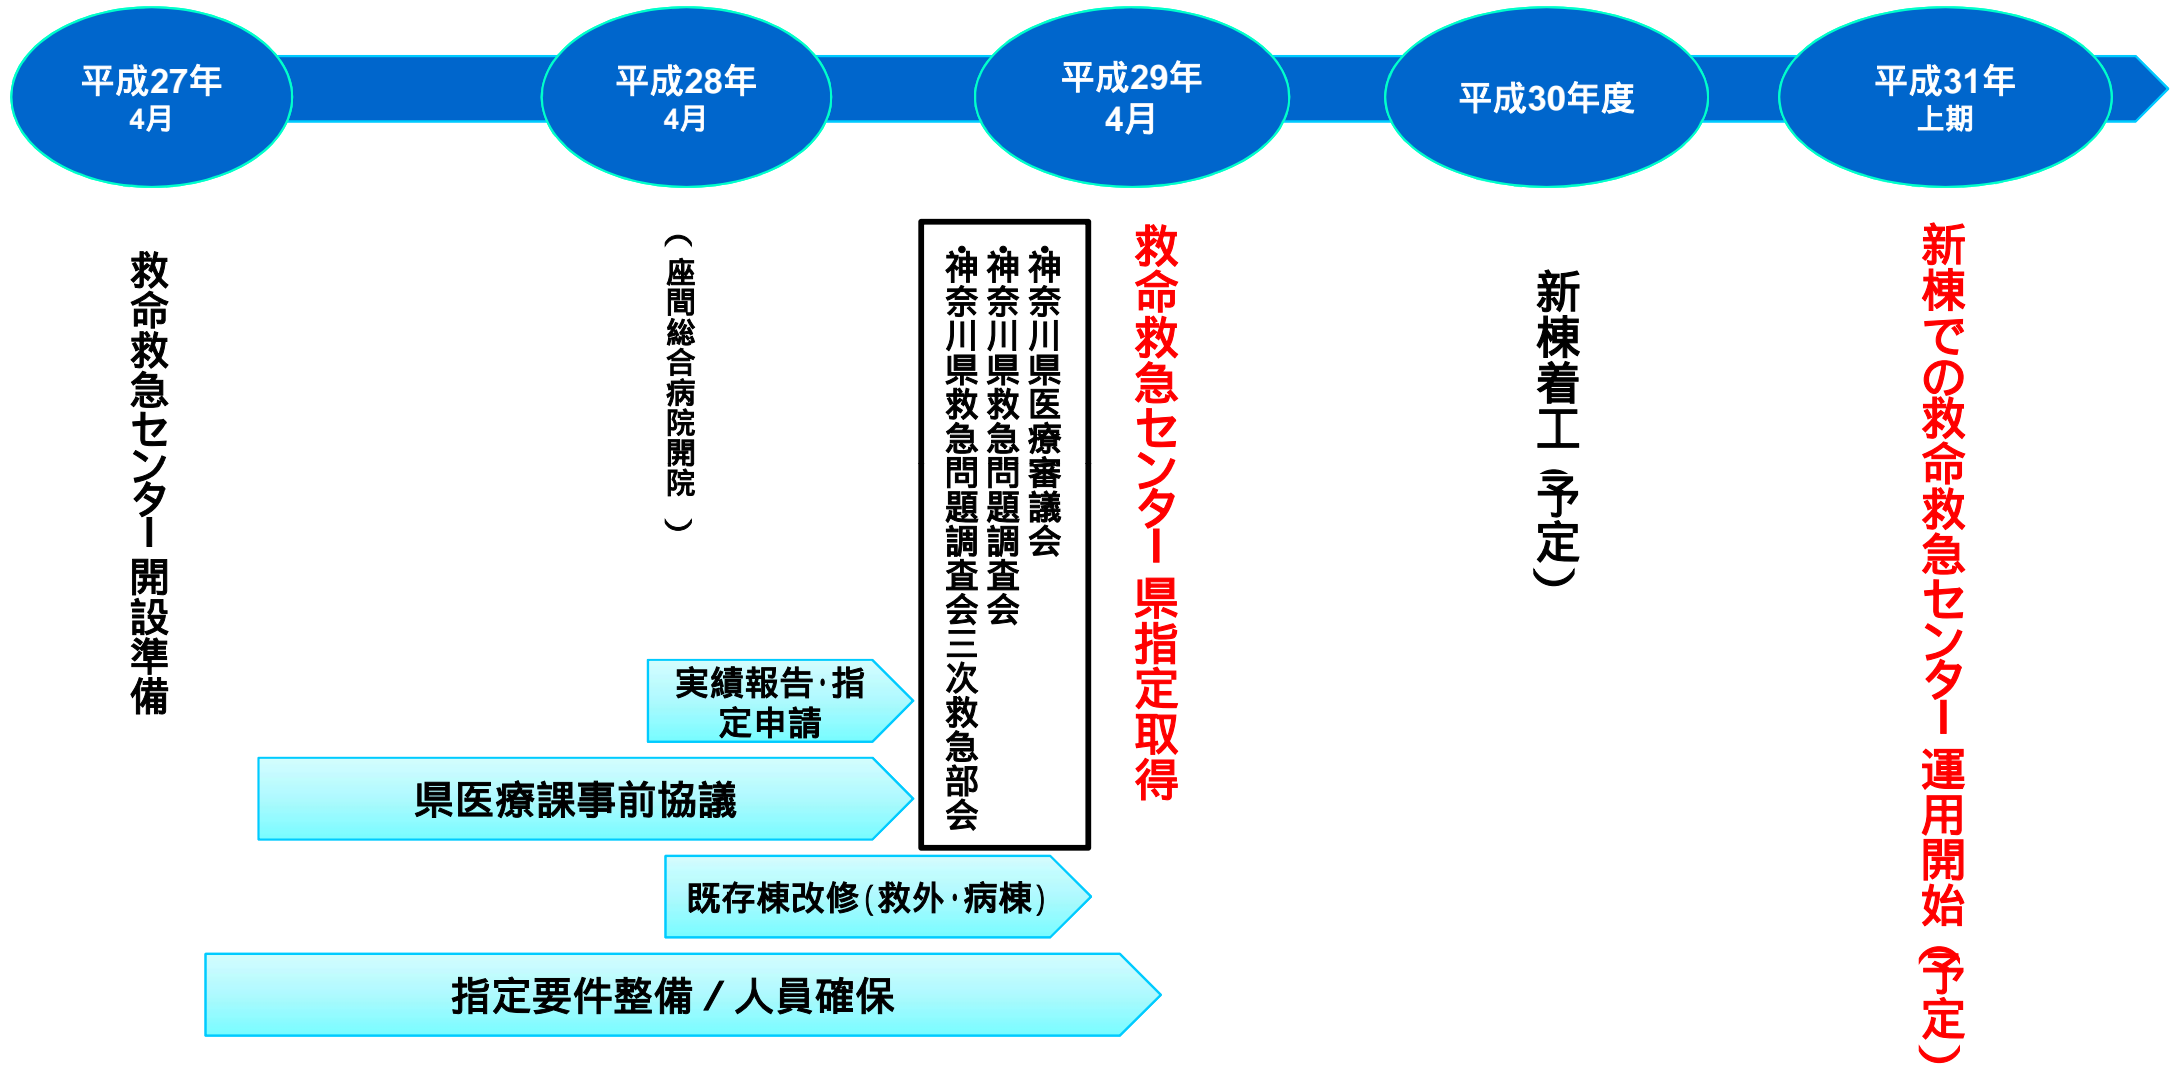 平成27年
4月
平成28年
4月
平成29年
4月
平成30年度
平成31年
上期
救命救急センター開設準備
（座間総合病院開院）
・神奈川県医療審議会
・神奈川県救急問題調査会
・神奈川県救急問題調査会三次救急部会
救命救急センター県指定取得
新棟着工（予定）
新棟での救命救急センター運用開始（予定）
実績報告・指
定申請
県医療課事前協議
既存棟改修(救外・病棟)
指定要件整備／人員確保